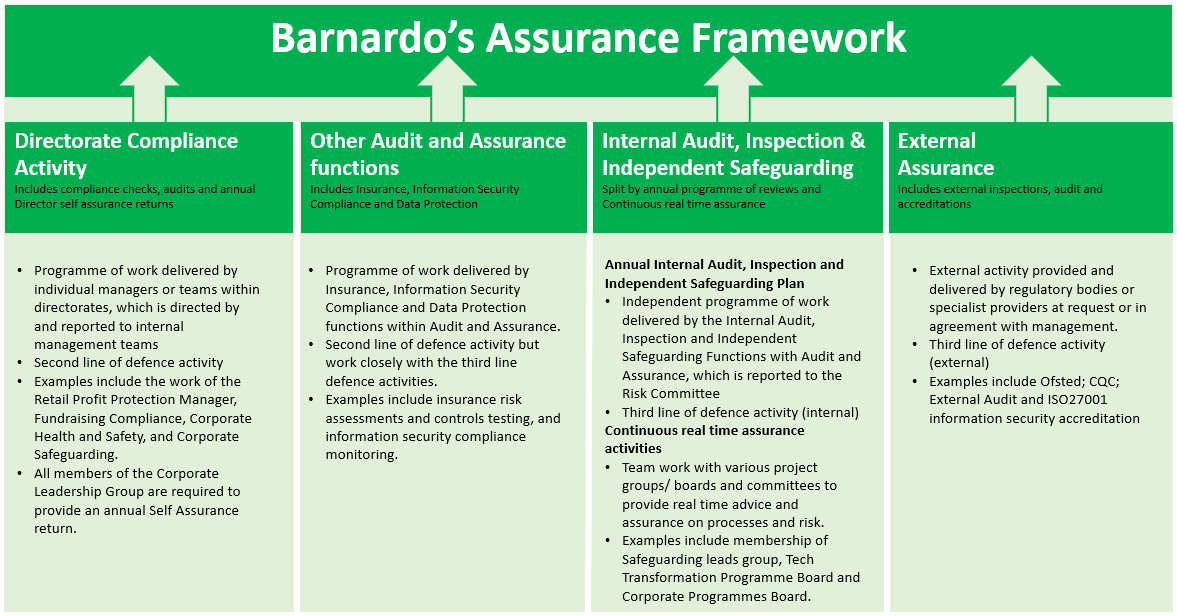 Barnardo’s Assurance Framework
Directorate Compliance
Activity
Includes compliance checks, audits and annual
Director self assurance returns
• Programme of work delivered by
individual managers or teams within
directorates, which is directed by
and reported to internal
management teams
• Second line of defence activity
• Examples include the work of the
Retail Profit Protection Manager,
Fundraising Compliance, Corporate
Health and Safety, and Corporate
Safeguarding.
• All members of the Corporate
Leadership Group are required to
provide an annual Self Assurance
return.
Other Audit and Assurance
functions
Includes Insurance, Information Security
Compliance and Data Protection
• Programme of work delivered by
Insurance, Information Security
Compliance and Data Protection
functions within Audit and Assurance.
• Second line of defence activity but
work closely with the third line
defence activities.
• Examples include insurance risk
assessments and controls testing, and
information security compliance
monitoring.
Internal Audit, Inspection &
Independent Safeguarding
Split by annual programme of reviews and
Continuous real time assurance
Annual Internal Audit, Inspection and
Independent Safeguarding Plan
• Independent programme of work
delivered by the Internal Audit,
Inspection and Independent
Safeguarding Functions with Audit and
Assurance, which is reported to the
Risk Committee
• Third line of defence activity (internal)
Continuous real time assurance
activities
• Team work with various project
groups/ boards and committees to
provide real time advice and
assurance on processes and risk.
• Examples include membership of
Safeguarding leads group, Tech
Transformation Programme Board and
Corporate Programmes Board.
External
Assurance
Includes external inspections, audit and
accreditations
• External activity provided and
delivered by regulatory bodies or
specialist providers at request or in
agreement with management.
• Third line of defence activity
(external)
• Examples include Ofsted; CQC;
External Audit and ISO27001
information security accreditation